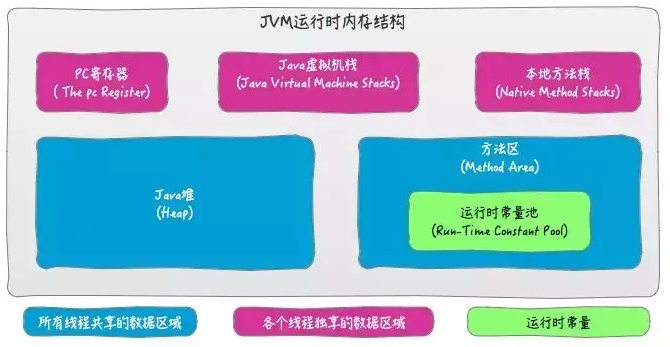 JVM运行时内存结构
PC寄存器
( The pc Register)
Java虚拟机栈
(Java Virtual Machine Stacks)
本地方法栈
(Native Method Stacks)
Java堆
(Heap)
方法区
(Method Area)
运行时常量池
(Run-Time Constant Pool)
所有线程共享的数据区域
各个线程独享的数据区域
运行时常量